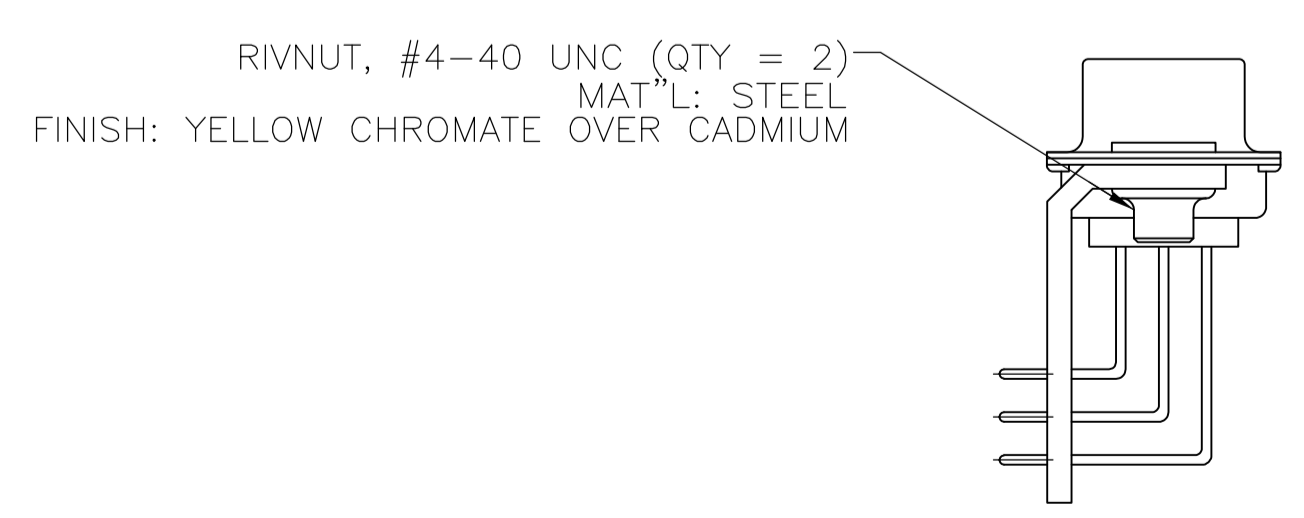 RIVNUT, #4-40 UNC (QTY = 2)
MAT"L: STEEL
FINISH: YELLOW CHROMATE OVER CADMIUM